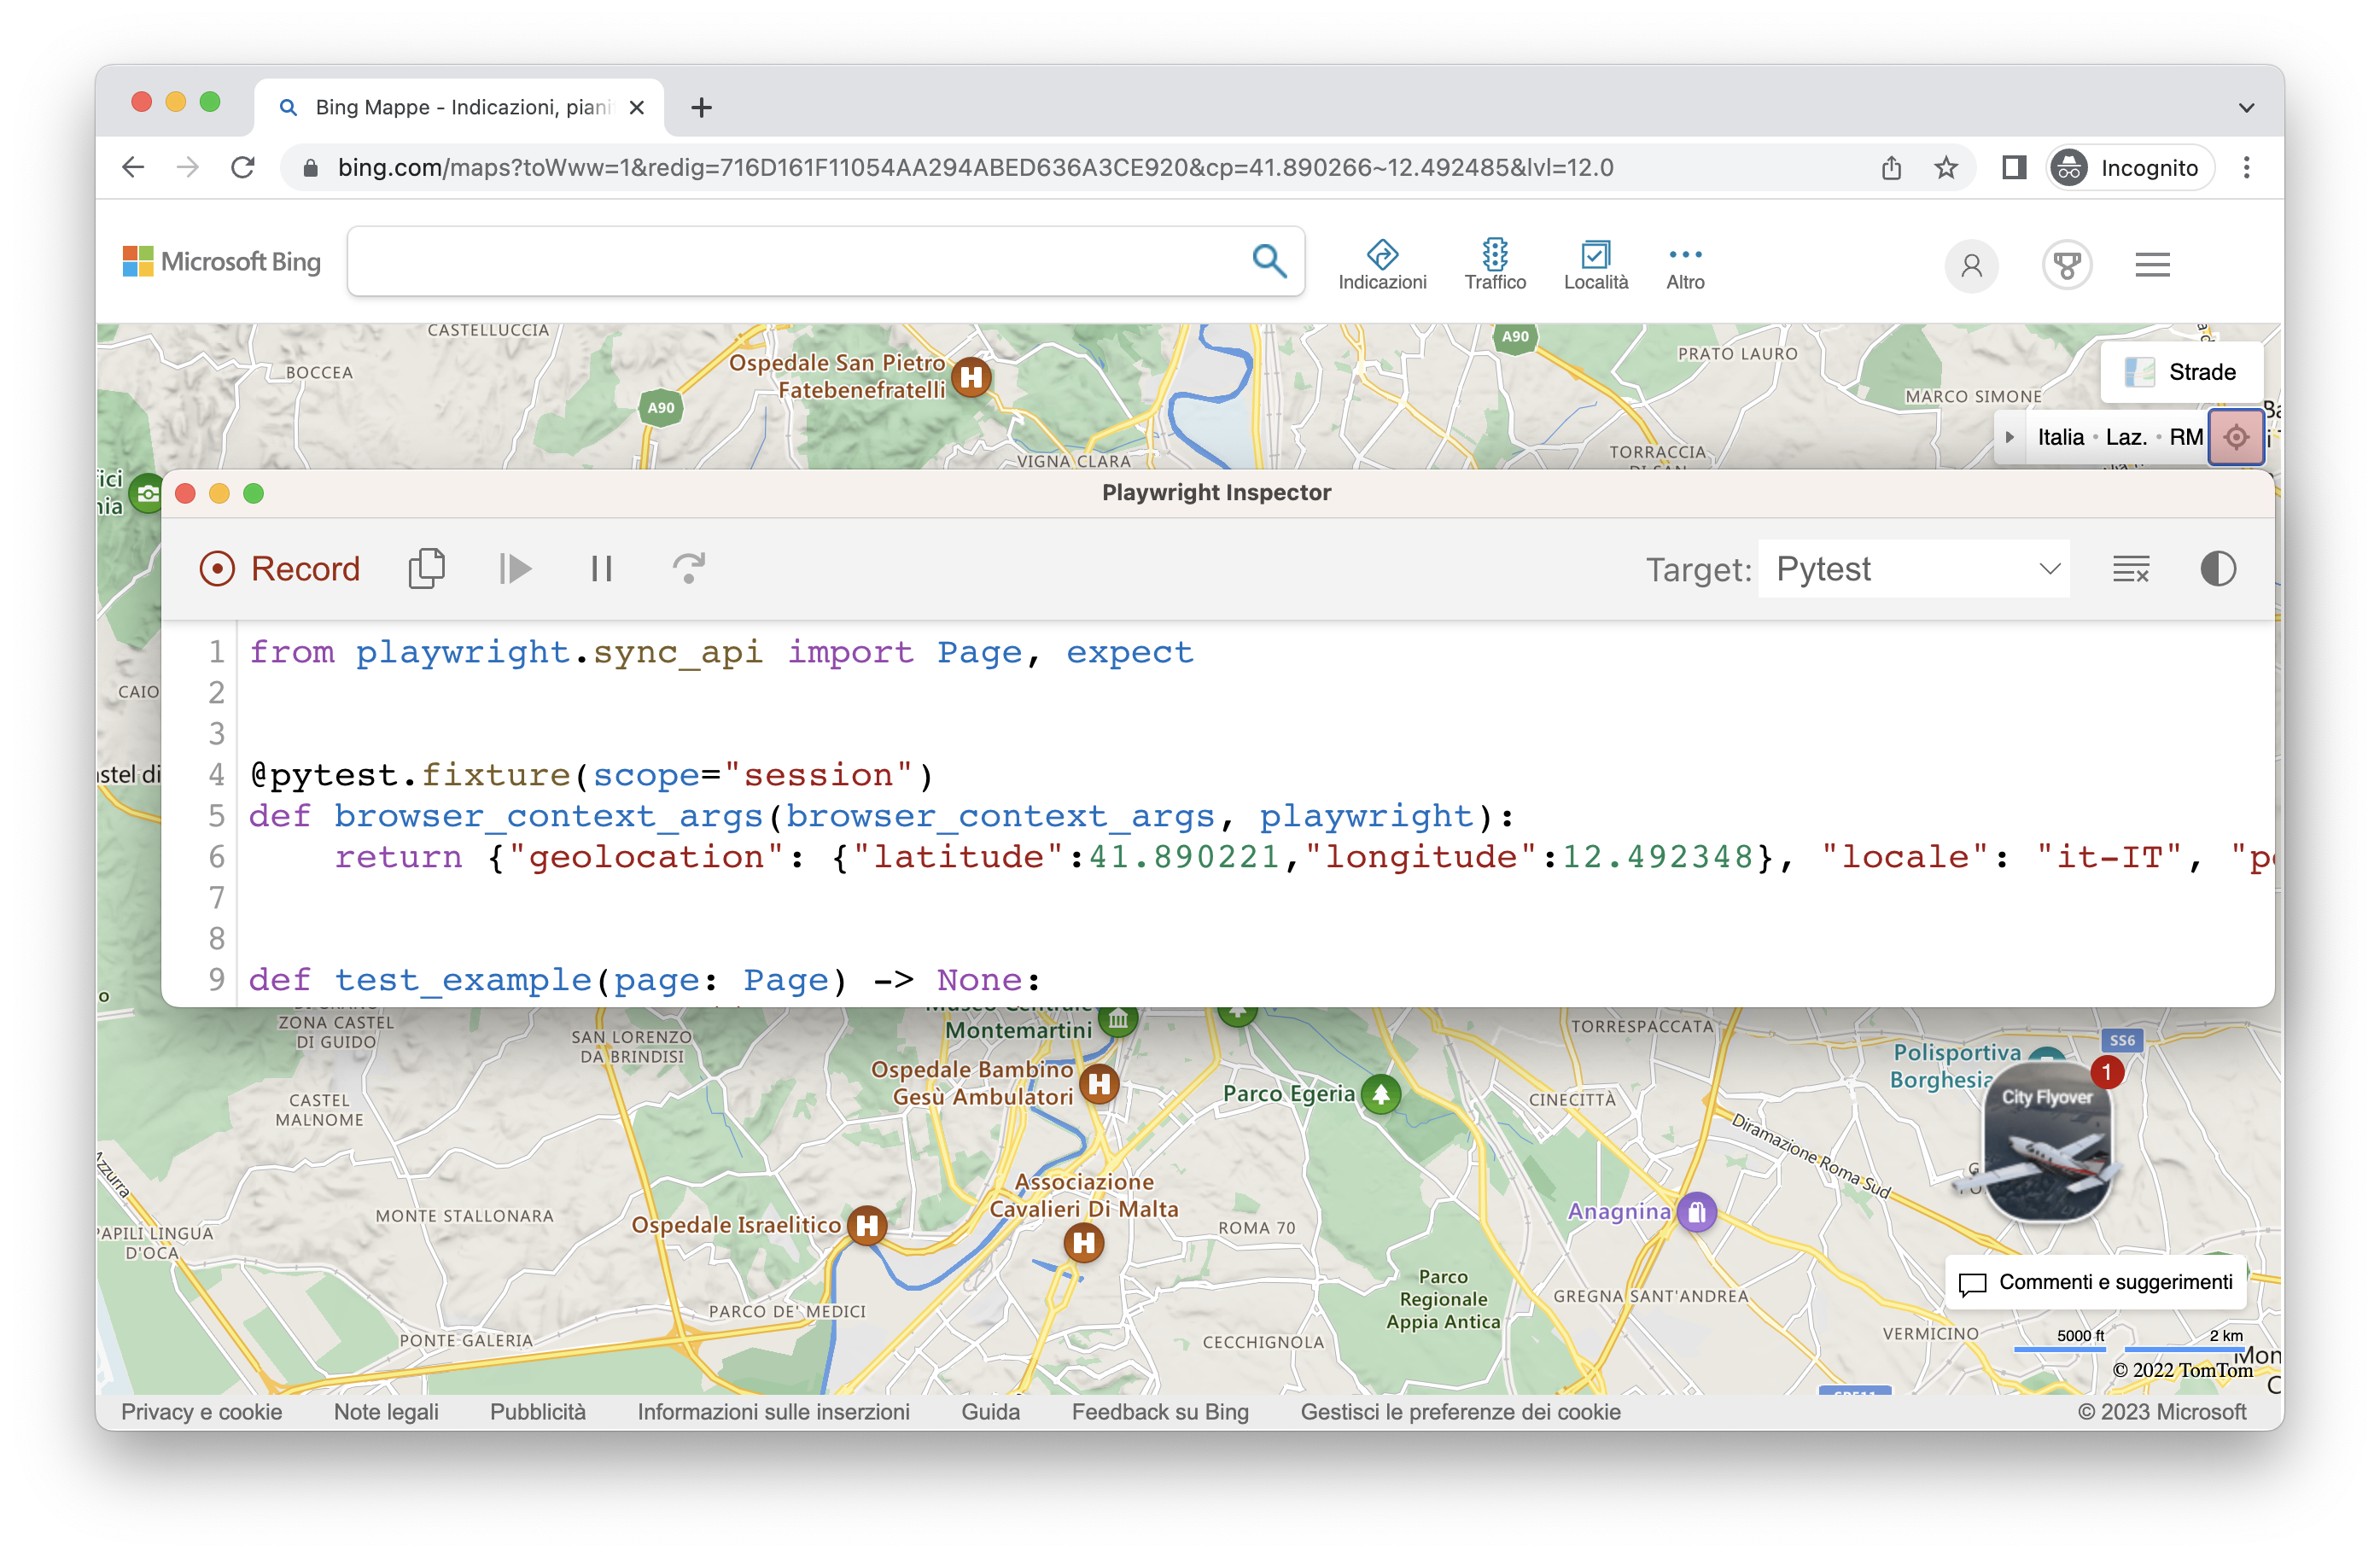 Bing Mappe - Indicazioni, piani
bing.com/maps?toWww=1&redig=716D161F11054AA294ABED636A3CE920&cp=41.890266~12.492485&lvl=12.0
Incognito
Microsoft Bing
Indicazioni
Traffico
Località
Altro
CASTELLUCCIA
BOCCEA
Ospedale San Pietro
Fatebenefratelli
H
A90
A90
PRATO LAURO
Strade
MARCO SIMONE
Italia • Laz. • RM
TORRACCIA
VIGNA CLARA
Playwright Inspector
Record
Target: Pytest
1 from playwright.sync_api import Page, expect
2
3
4 @pytest.fixture(scope="session")
5 def browser_context_args(browser_context_args, playwright):
6 return {"geolocation": {"latitude":41.890221,"longitude":12.492348}, "locale": "it-IT", "pe
7
8
9 def test_example(page: Page) -> None:
CAIO
stel di
ZONA CASTEL
DI GUIDO
SAN LORENZO
DA BRINDISI
Museo Centrale
Montemartini
TORRESPACCATA
SS6
Ospedale Bambino
Gesù Ambulatori
H
Parco Egeria
CINECITTÀ
Polisportiva
Borghesia
1
City Flyover
CASTEL
MALNOME
Diramazione Roma Sud
Azzurra
Associazione
Cavalieri Di Malta
H
MONTE STALLONARA
Ospedale Israelitico
H
ROMA 70
Anagnina
PAPILI LINGUA
D'OCA
Parco
Regionale
Appia Antica
GREGNA SANT'ANDREA
Commenti e suggerimenti
PARCO DE' MEDICI
PONTE GALERIA
CECCHIGNOLA
VERMICINO
5000 ft
2 km
Mon
© 2022 TomTom
Privacy e cookie
Note legali
Pubblicità
Informazioni sulle inserzioni
Guida
Feedback su Bing
Gestisci le preferenze dei cookie
© 2023 Microsoft